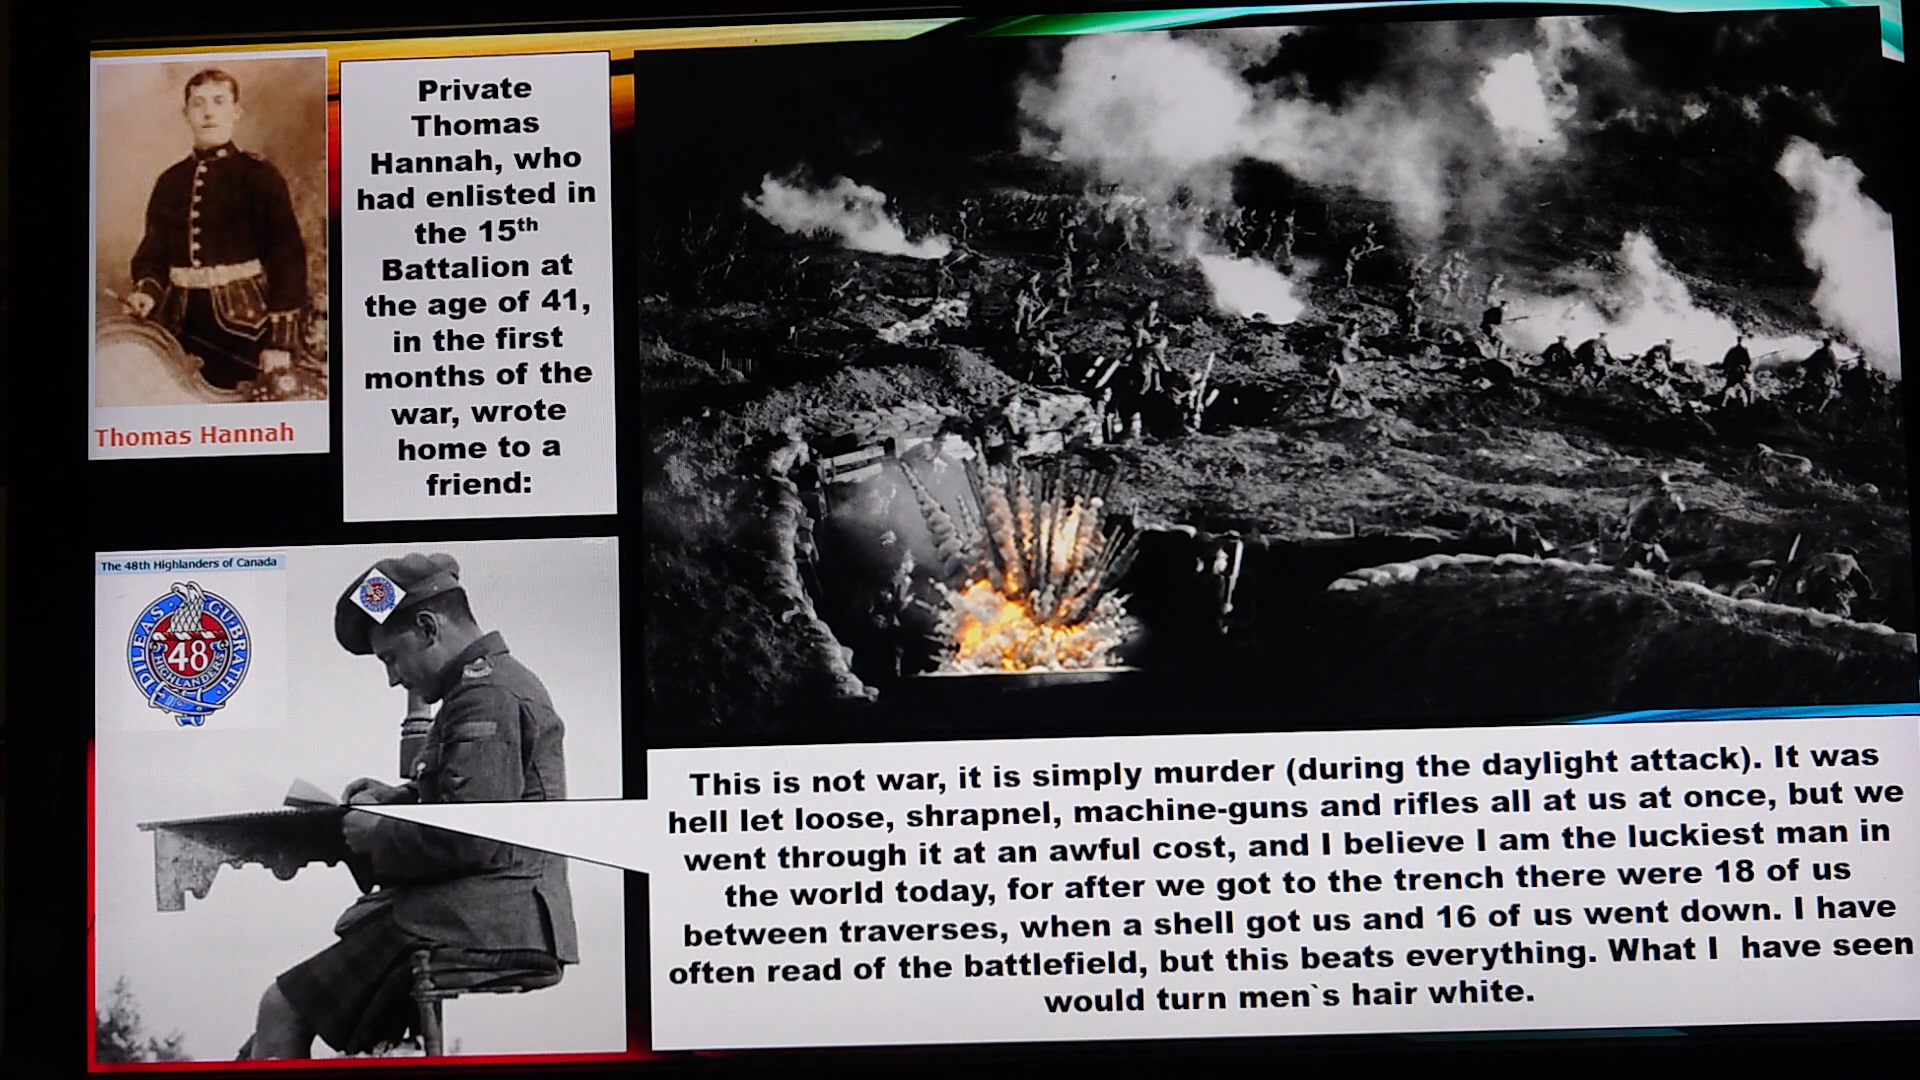 Thomas Hannah
Private
Thomas
Hannah, who
had enlisted in
the 15th
Battalion at
the age of 41,
in the first
months of the
war, wrote
home to a
friend:
The 48th Highlanders of Canada
DILEAS GU BRATH
48
HIGHLANDERS
This is not war, it is simply murder (during the daylight attack). It was
hell let loose, shrapnel, machine-guns and rifles all at us at once, but we
went through it at an awful cost, and I believe I am the luckiest man in
the world today, for after we got to the trench there were 18 of us
between traverses, when a shell got us and 16 of us went down. I have
often read of the battlefield, but this beats everything. What I have seen
would turn men`s hair white.